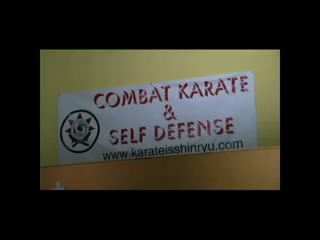 COMBAT KARATE
&
SELF DEFENSE
www.karateisshinryu.com